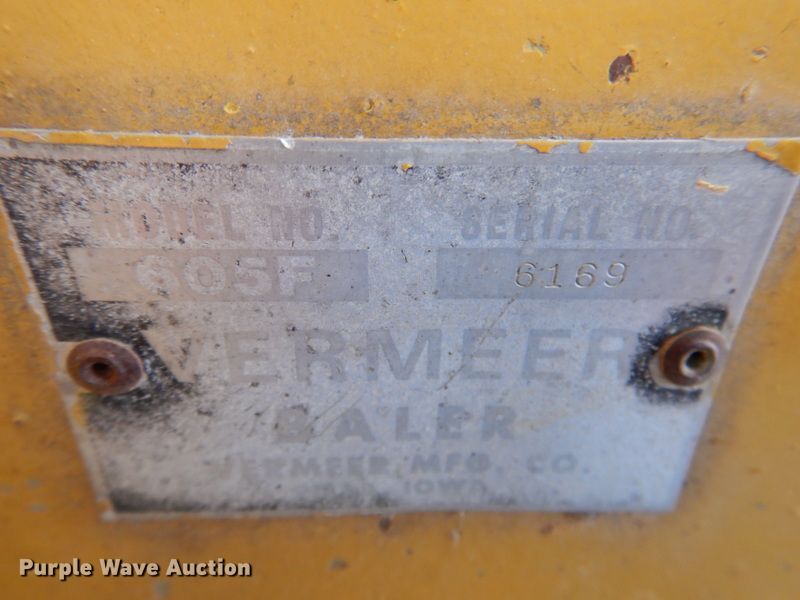 MODEL NO. SERIAL NO.
605F 6169
VERMEER
BALER
VERMEER MFG. CO.
IOWA
Purple Wave Auction